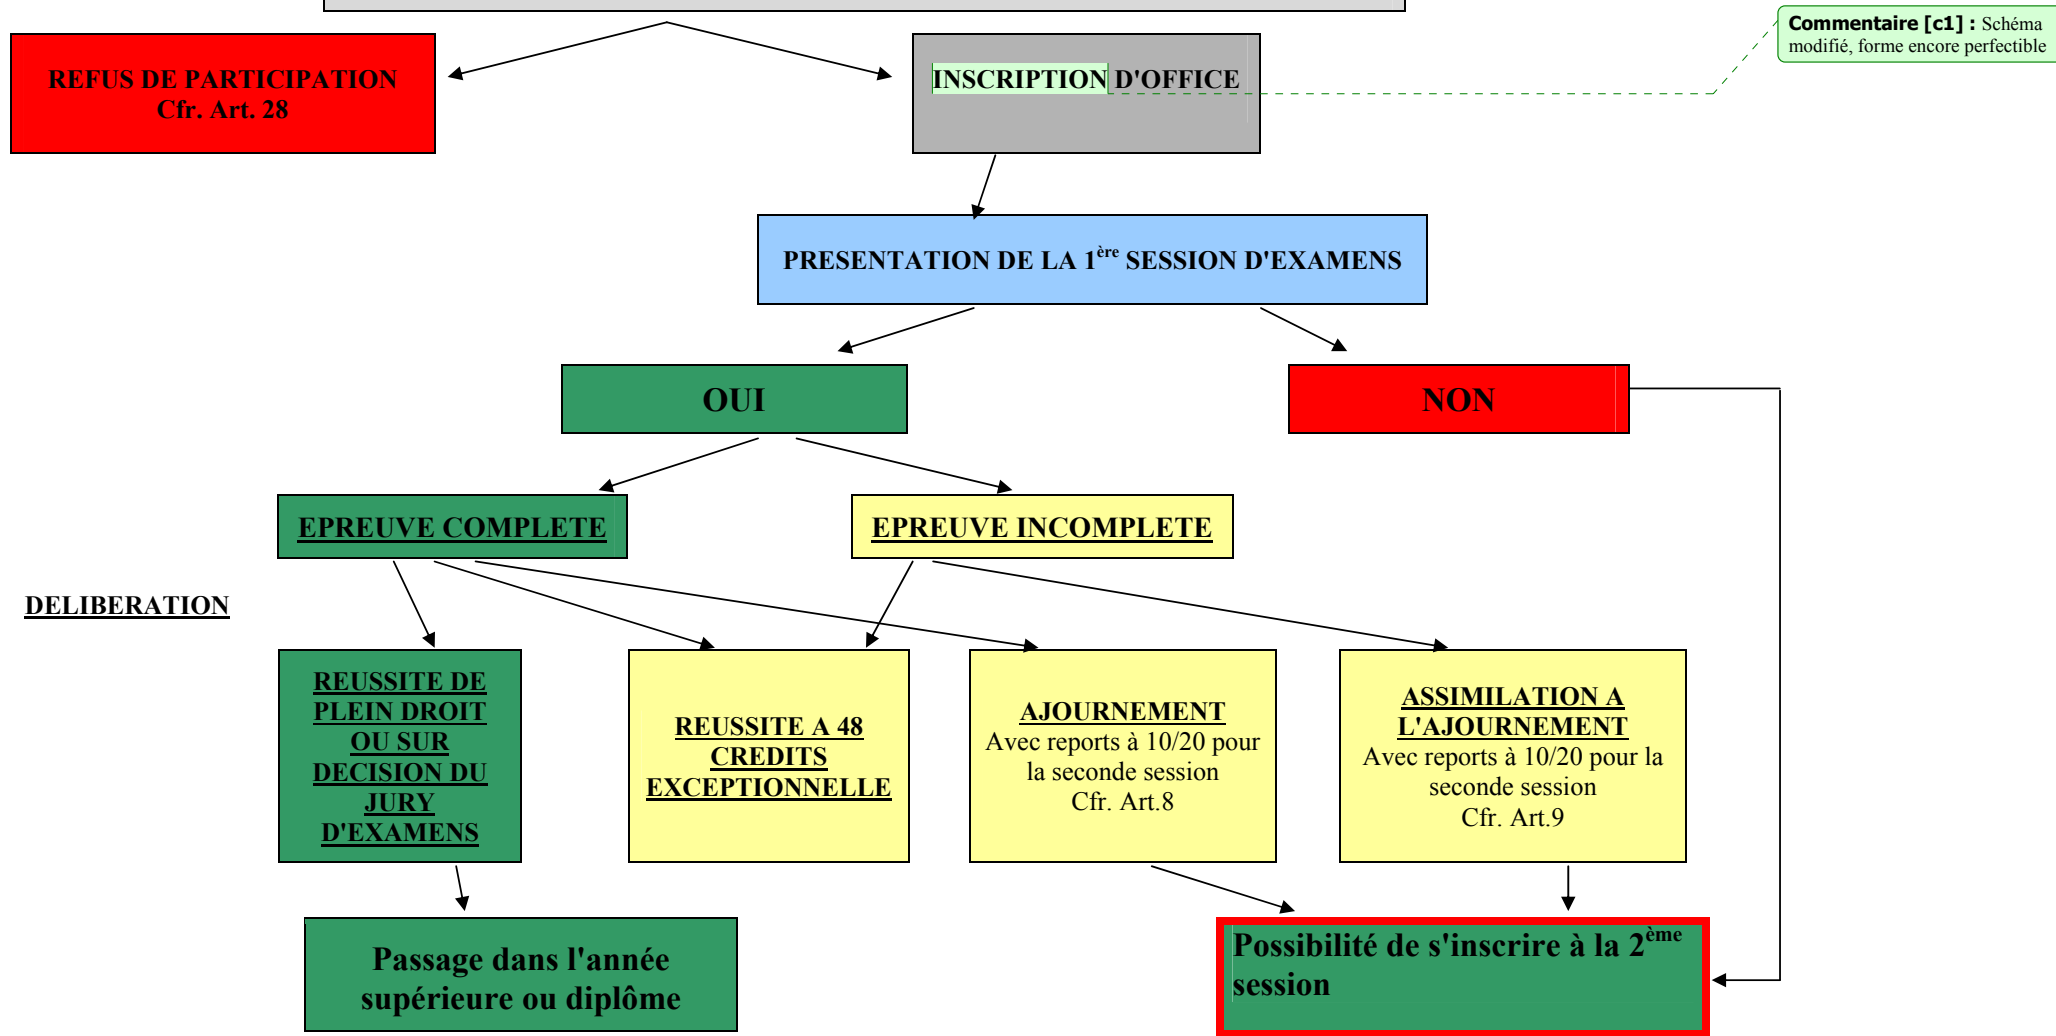 Commentaire [c1] : Schéma
modifié, forme encore perfectible
REFUS DE PARTICIPATION
Cfr. Art. 28
INSCRIPTION D'OFFICE
PRESENTATION DE LA 1ère SESSION D'EXAMENS
OUI
NON
EPREUVE COMPLETE
EPREUVE INCOMPLETE
DELIBERATION
REUSSITE DE
PLEIN DROIT
OU SUR
DECISION DU
JURY
D'EXAMENS
REUSSITE A 48
CREDITS
EXCEPTIONNELLE
AJOURNEMENT
Avec reports à 10/20 pour
la seconde session
Cfr. Art.8
ASSIMILATION A
L'AJOURNEMENT
Avec reports à 10/20 pour la
seconde session
Cfr. Art.9
Passage dans l'année
supérieure ou diplôme
Possibilité de s'inscrire à la 2ème
session